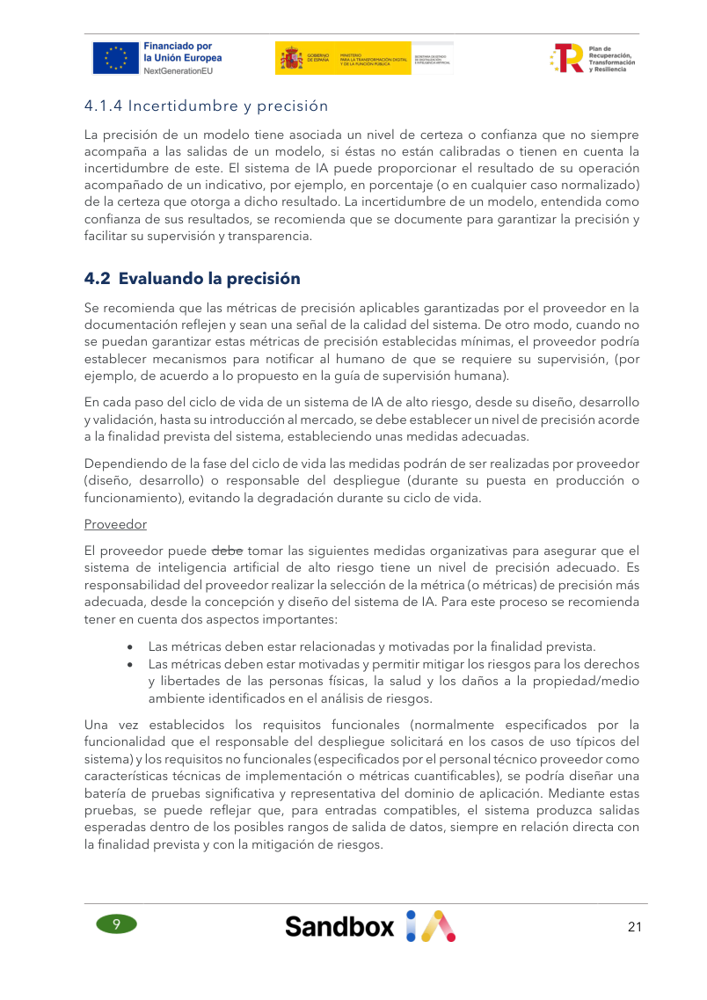 Financiado por
la Unión Europea
NextGenerationEU
GOBIERNO
DE ESPAÑA
MINISTERIO
PARA LA TRANSFORMACIÓN DIGITAL
Y DE LA FUNCIÓN PÚBLICA
SECRETARÍA DE ESTADO
DE DIGITALIZACIÓN
E INTELIGENCIA ARTIFICIAL
Plan de
Recuperación,
Transformación
y Resiliencia
4.1.4 Incertidumbre y precisión
La precisión de un modelo tiene asociada un nivel de certeza o confianza que no siempre
acompaña a las salidas de un modelo, si éstas no están calibradas o tienen en cuenta la
incertidumbre de este. El sistema de IA puede proporcionar el resultado de su operación
acompañado de un indicativo, por ejemplo, en porcentaje (o en cualquier caso normalizado)
de la certeza que otorga a dicho resultado. La incertidumbre de un modelo, entendida como
confianza de sus resultados, se recomienda que se documente para garantizar la precisión y
facilitar su supervisión y transparencia.
4.2 Evaluando la precisión
Se recomienda que las métricas de precisión aplicables garantizadas por el proveedor en la
documentación reflejen y sean una señal de la calidad del sistema. De otro modo, cuando no
se puedan garantizar estas métricas de precisión establecidas mínimas, el proveedor podría
establecer mecanismos para notificar al humano de que se requiere su supervisión, (por
ejemplo, de acuerdo a lo propuesto en la guía de supervisión humana).
En cada paso del ciclo de vida de un sistema de IA de alto riesgo, desde su diseño, desarrollo
y validación, hasta su introducción al mercado, se debe establecer un nivel de precisión acorde
a la finalidad prevista del sistema, estableciendo unas medidas adecuadas.
Dependiendo de la fase del ciclo de vida las medidas podrán de ser realizadas por proveedor
(diseño, desarrollo) o responsable del despliegue (durante su puesta en producción o
funcionamiento), evitando la degradación durante su ciclo de vida.
Proveedor
El proveedor puede debe tomar las siguientes medidas organizativas para asegurar que el
sistema de inteligencia artificial de alto riesgo tiene un nivel de precisión adecuado. Es
responsabilidad del proveedor realizar la selección de la métrica (o métricas) de precisión más
adecuada, desde la concepción y diseño del sistema de IA. Para este proceso se recomienda
tener en cuenta dos aspectos importantes:
• Las métricas deben estar relacionadas y motivadas por la finalidad prevista.
• Las métricas deben estar motivadas y permitir mitigar los riesgos para los derechos
y libertades de las personas físicas, la salud y los daños a la propiedad/medio
ambiente identificados en el análisis de riesgos.
Una vez establecidos los requisitos funcionales (normalmente especificados por la
funcionalidad que el responsable del despliegue solicitará en los casos de uso típicos del
sistema) y los requisitos no funcionales (especificados por el personal técnico proveedor como
características técnicas de implementación o métricas cuantificables), se podría diseñar una
batería de pruebas significativa y representativa del dominio de aplicación. Mediante estas
pruebas, se puede reflejar que, para entradas compatibles, el sistema produzca salidas
esperadas dentro de los posibles rangos de salida de datos, siempre en relación directa con
la finalidad prevista y con la mitigación de riesgos.
9
Sandbox IA
21